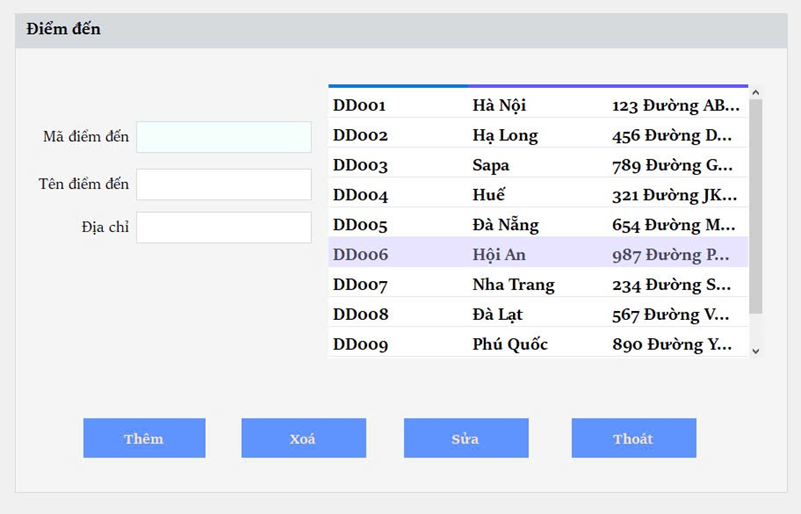 Điểm đến
Mã điểm đến
Tên điểm đến
Địa chỉ
DD001 Hà Nội 123 Đường AB...
DD002 Hạ Long 456 Đường D...
DD003 Sapa 789 Đường G...
DD004 Huế 321 Đường JK...
DD005 Đà Nẵng 654 Đường M...
DD006 Hội An 987 Đường P...
DD007 Nha Trang 234 Đường S...
DD008 Đà Lạt 567 Đường V...
DD009 Phú Quốc 890 Đường Y...
Thêm Xoá Sửa Thoát